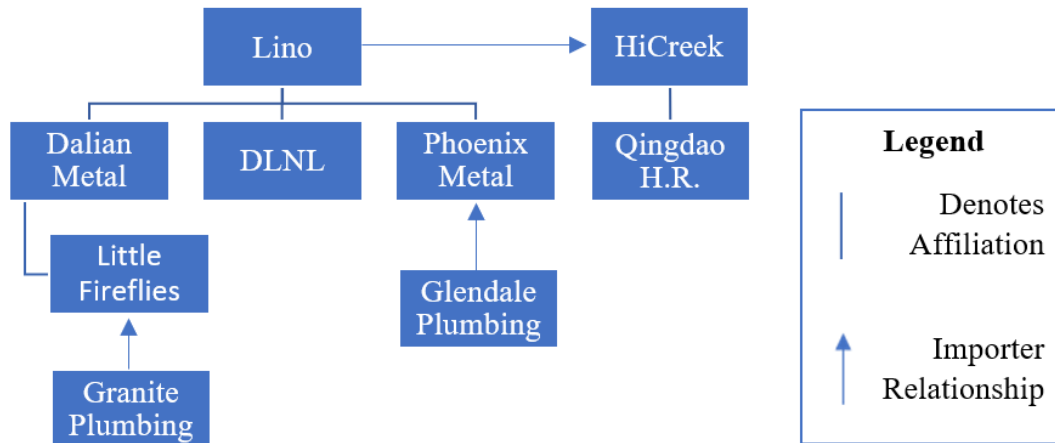 Lino
HiCreek
Dalian
Metal
DLNL
Phoenix
Metal
Qingdao
H.R.
Little
Fireflies
Glendale
Plumbing
Granite
Plumbing
Legend
Denotes
Affiliation
Importer
Relationship